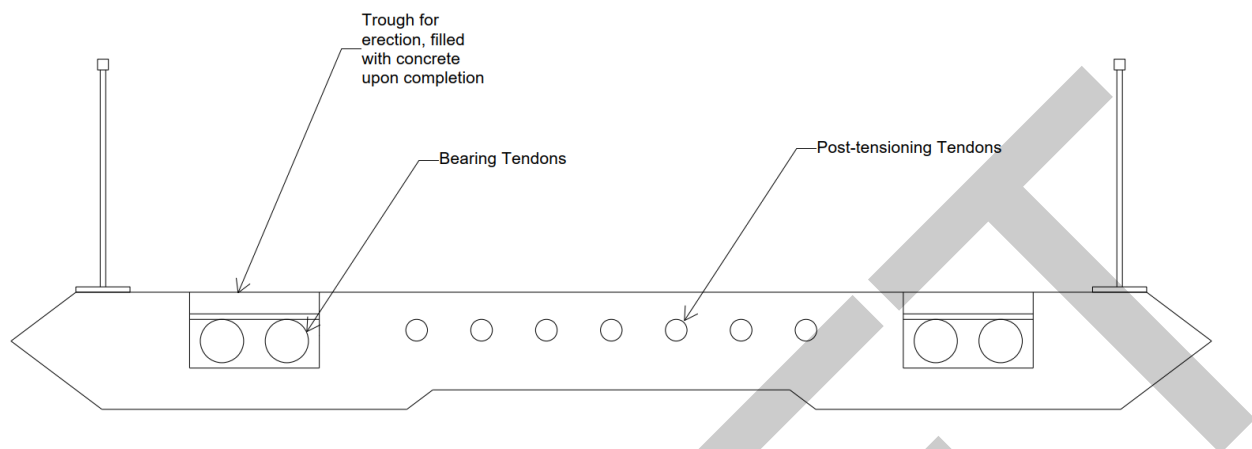 Trough for
erection, filled
with concrete
upon completion
Bearing Tendons
Post-tensioning Tendons